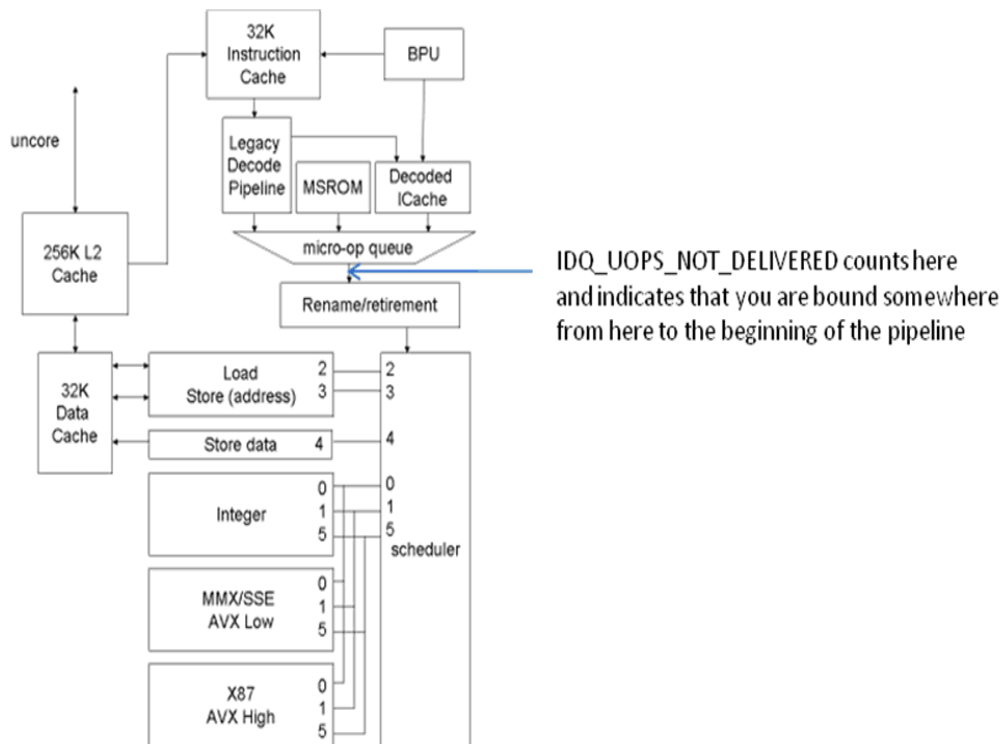 32K
Instruction
Cache
BPU
uncore
Legacy
Decode
Pipeline
MSROM
Decoded
ICache
256K L2
Cache
micro-op queue
IDQ_UOPS_NOT_DELIVERED counts here
and indicates that you are bound somewhere
from here to the beginning of the pipeline
Rename/retirement
32K
Data
Cache
Load
Store (address)
2
3
2
3
Store data
4
4
Integer
0
1
5
0
1
5
scheduler
MMX/SSE
AVX Low
0
1
5
X87
AVX High
0
1
5